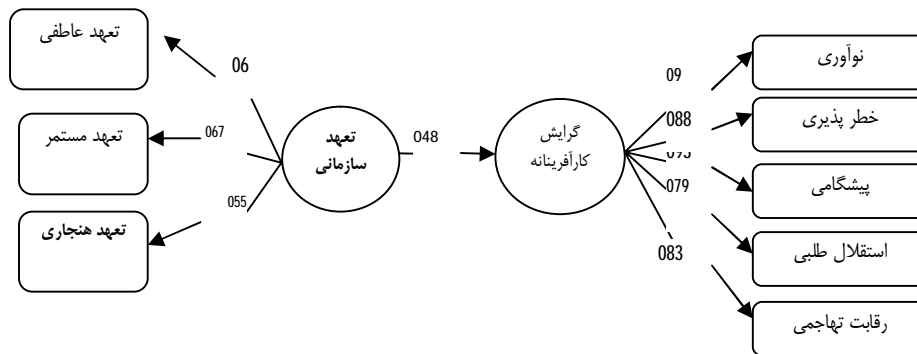 تعهد عاطفی
تعهد مستمر
تعهد هنجاری
06
067
055
تعهد
سازمانی
048
گرایش
کارآفرینانه
09
088
079
083
نوآوری
خطر پذیری
پیشگامی
استقلال طلبی
رقابت تهاجمی